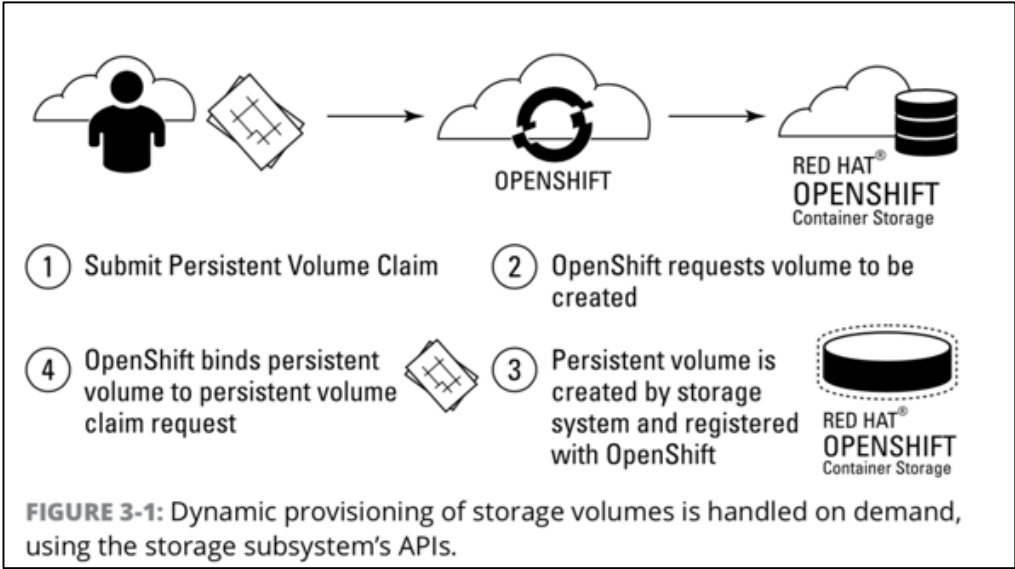 OPENSHIFT
RED HAT®
OPENSHIFT
Container Storage
1 Submit Persistent Volume Claim
2 OpenShift requests volume to be
created
4 OpenShift binds persistent
volume to persistent volume
claim request
3 Persistent volume is
created by storage
system and registered
with OpenShift
RED HAT®
OPENSHIFT
Container Storage
FIGURE 3-1: Dynamic provisioning of storage volumes is handled on demand,
using the storage subsystem’s APIs.